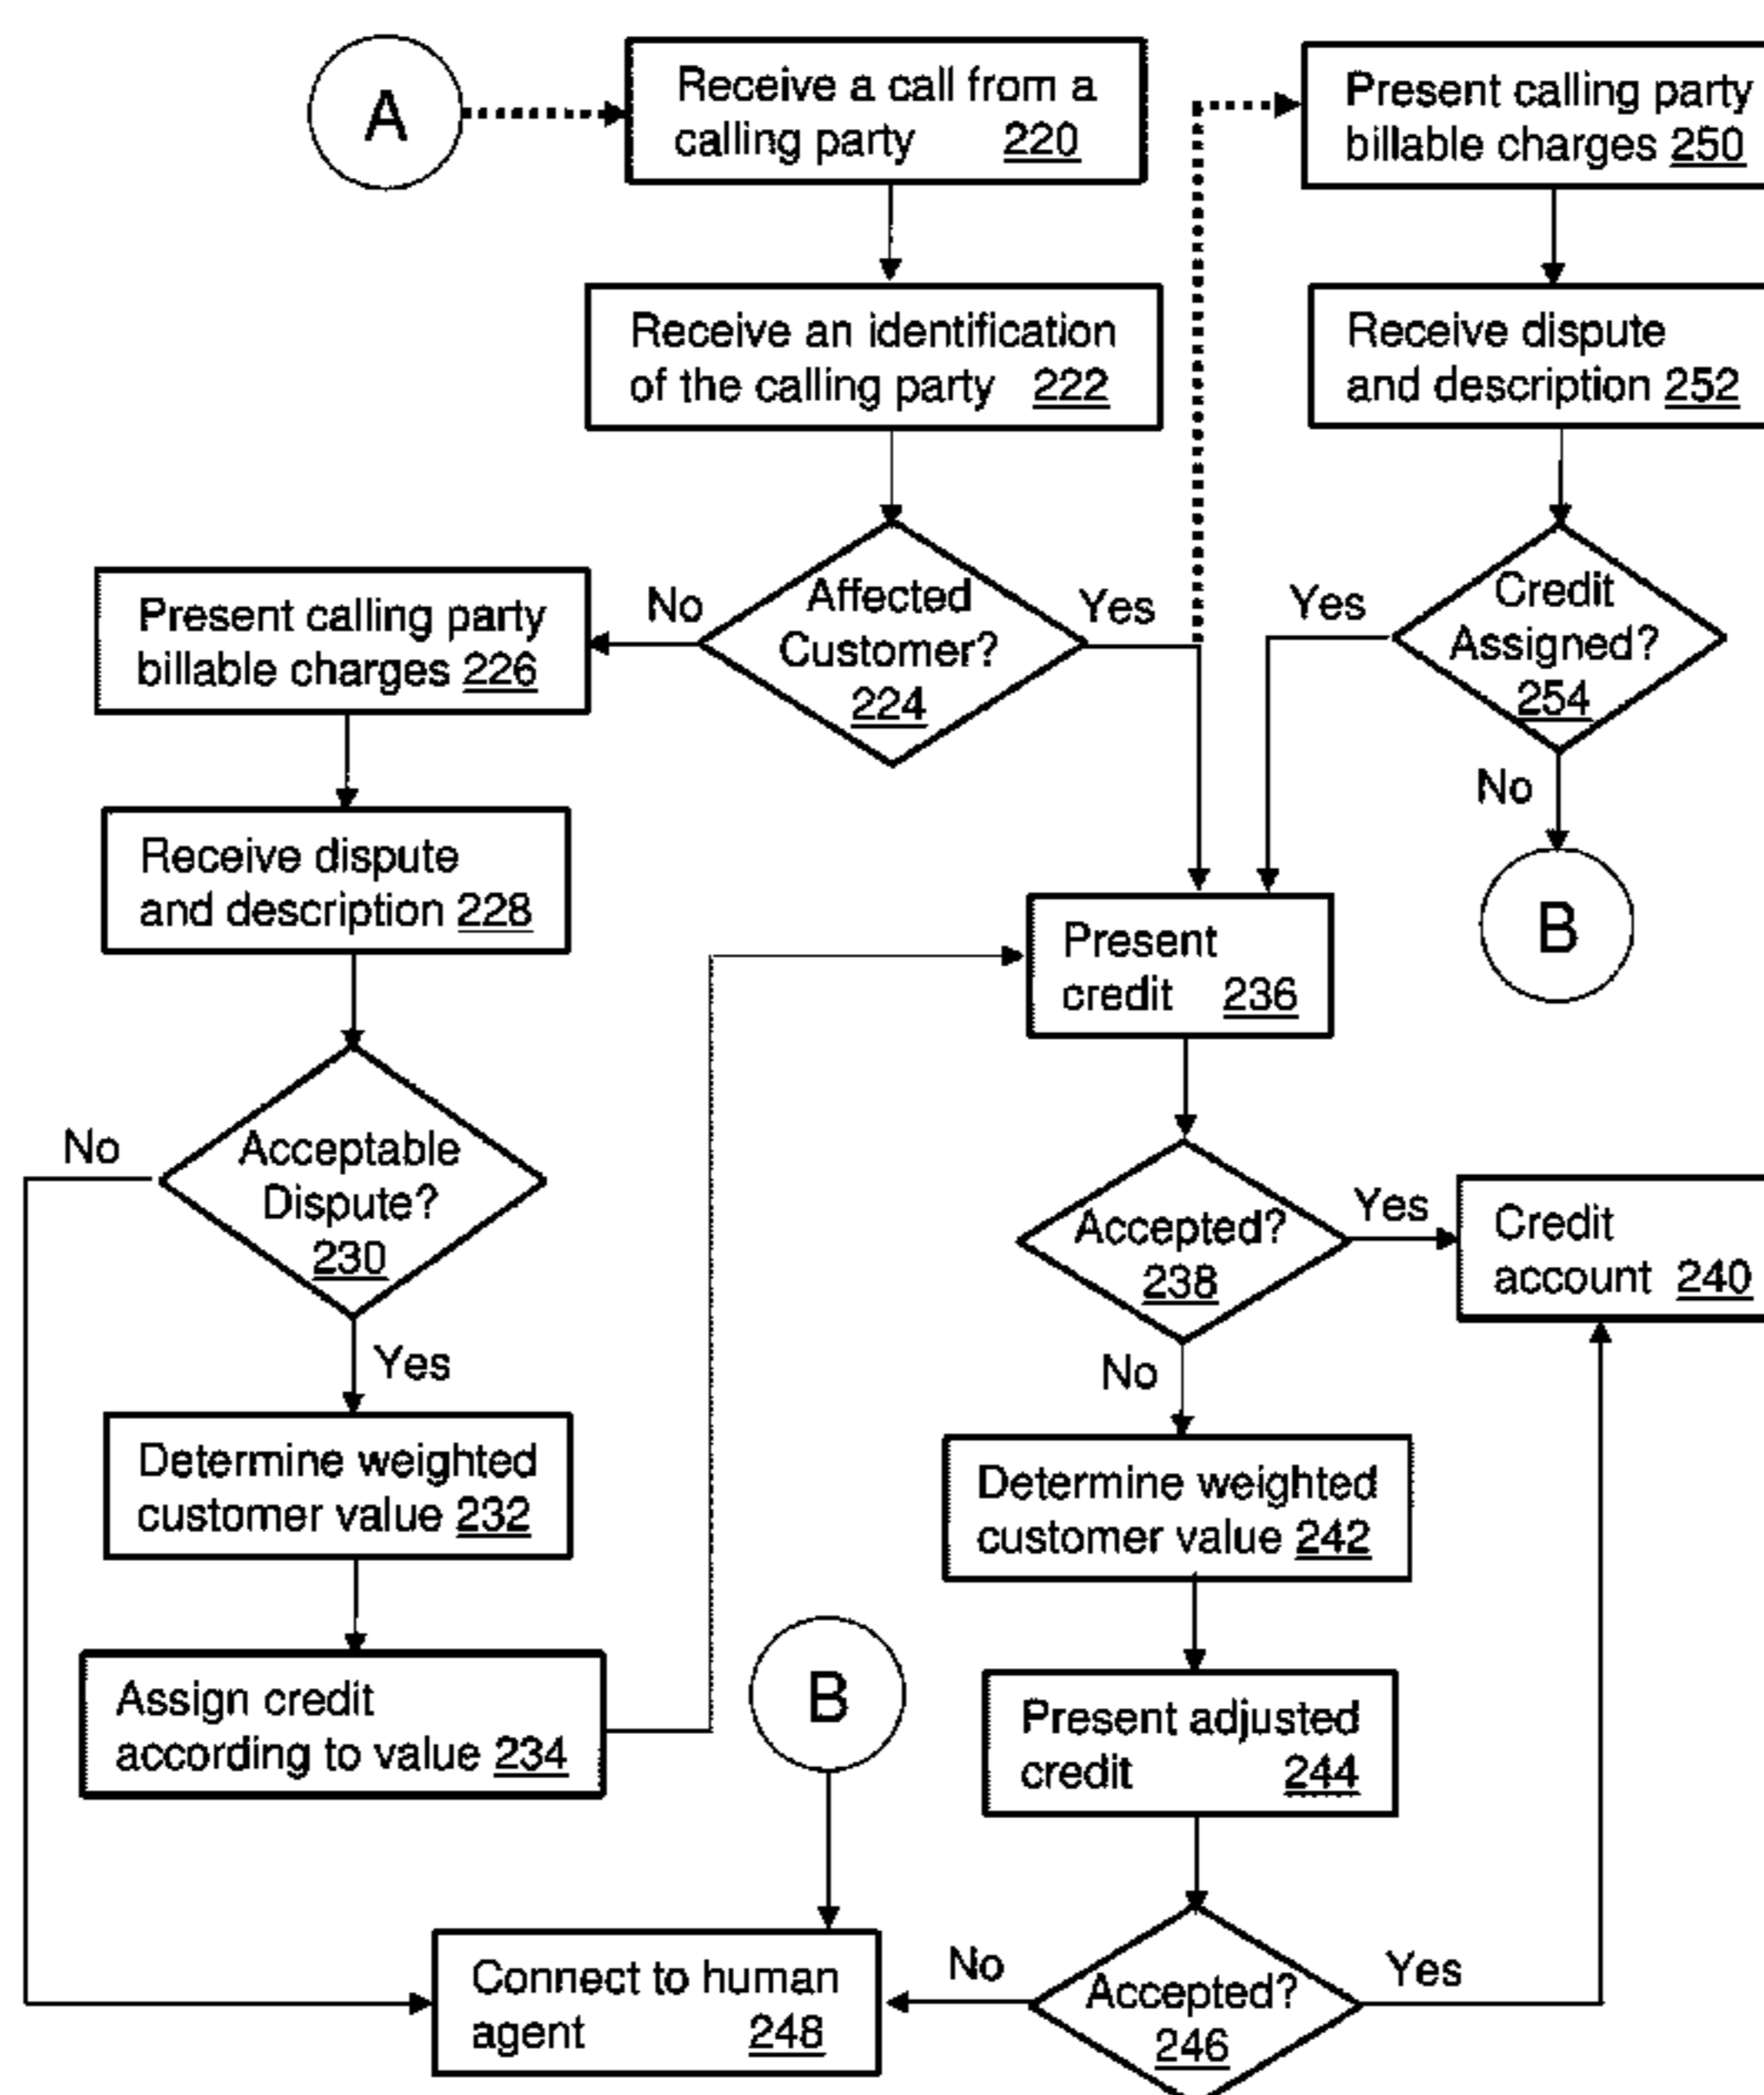 A
Receive a call from a
calling party 220
Present calling party
billable charges 250
Receive an identification
of the calling party 222
Receive dispute
and description 252
Affected
Customer?
224
No
Yes
Present calling party
billable charges 226
Credit
Assigned?
254
Yes
No
B
Receive dispute
and description 228
Present
credit 236
Acceptable
Dispute?
230
No
Yes
Accepted?
238
Yes
No
Credit
account 240
Determine weighted
customer value 232
Determine weighted
customer value 242
Assign credit
according to value 234
B
Present adjusted
credit 244
Connect to human
agent 248
No
Accepted?
246
Yes